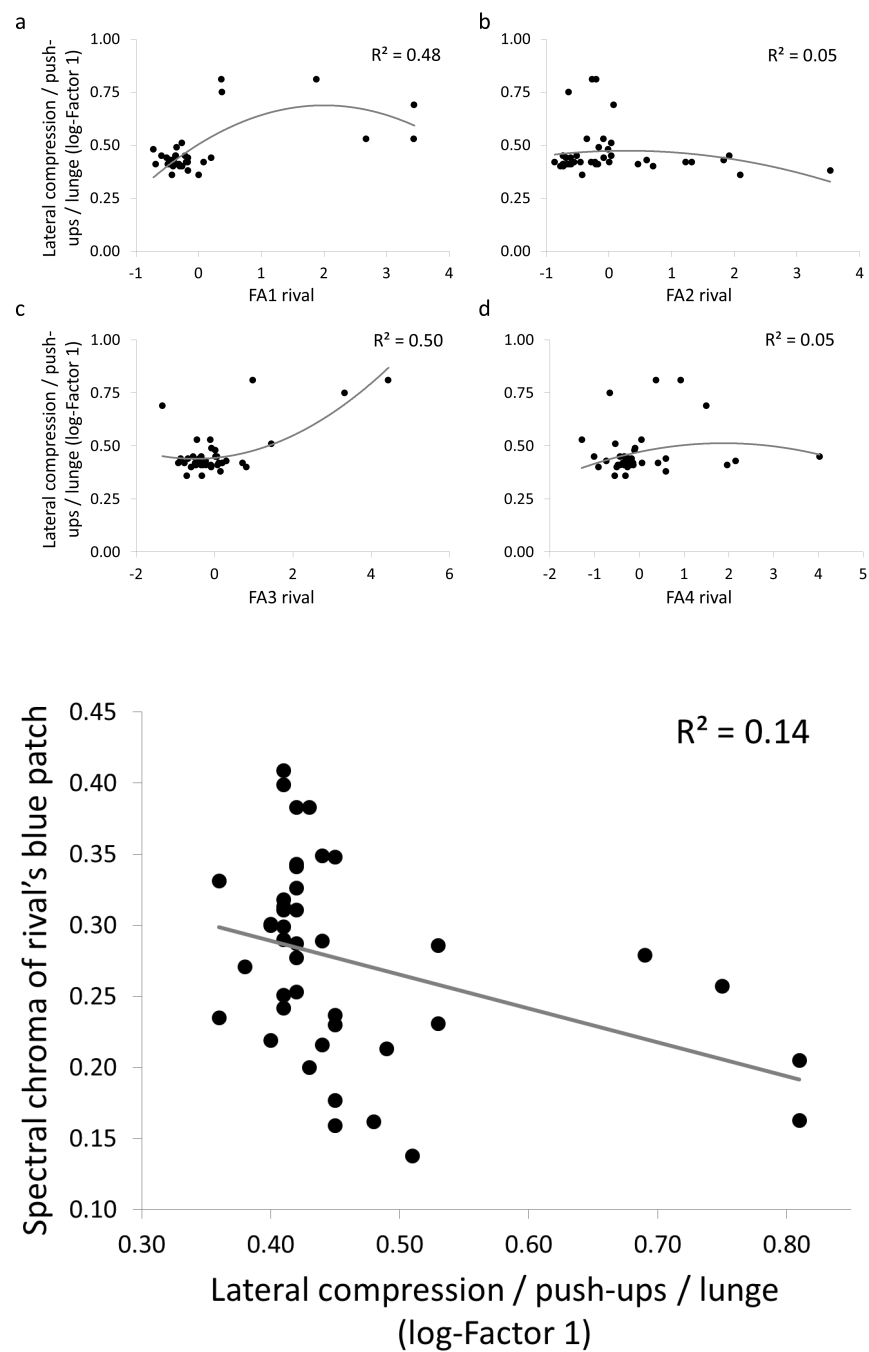 a
Lateral compression / push-
ups / lunge (log-Factor 1)
1.00
0.75
0.50
0.25
0.00
R² = 0.48
-1 0 1 2 3 4
FA1 rival
b
1.00
0.75
0.50
0.25
0.00
R² = 0.05
-1 0 1 2 3 4
FA2 rival
c
Lateral compression / push-
ups / lunge (log-Factor 1)
1.00
0.75
0.50
0.25
0.00
R² = 0.50
-2 0 2 4 6
FA3 rival
d
1.00
0.75
0.50
0.25
0.00
R² = 0.05
-2 -1 0 1 2 3 4 5
FA4 rival
Spectral chroma of rival's blue patch
0.45
0.40
0.35
0.30
0.25
0.20
0.15
0.10
R² = 0.14
0.30 0.40 0.50 0.60 0.70 0.80
Lateral compression / push-ups / lunge
(log-Factor 1)